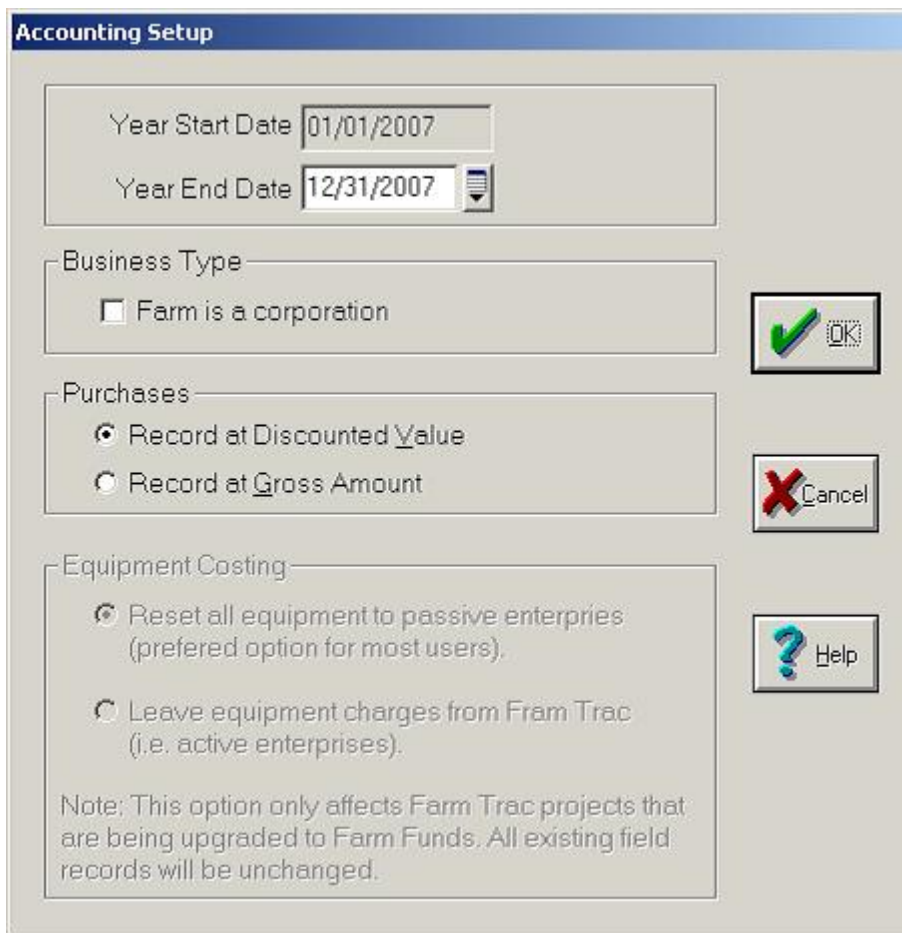 Accounting Setup
Year Start Date 01/01/2007
Year End Date 12/31/2007
Business Type
Farm is a corporation
OK
Purchases
Record at Discounted Value
Record at Gross Amount
Cancel
Equipment Costing
Reset all equipment to passive enterpries
(prefered option for most users).
Help
Leave equipment charges from Fram Trac
(i.e. active enterprises).
Note: This option only affects Farm Trac projects that
are being upgraded to Farm Funds. All existing field
records will be unchanged.